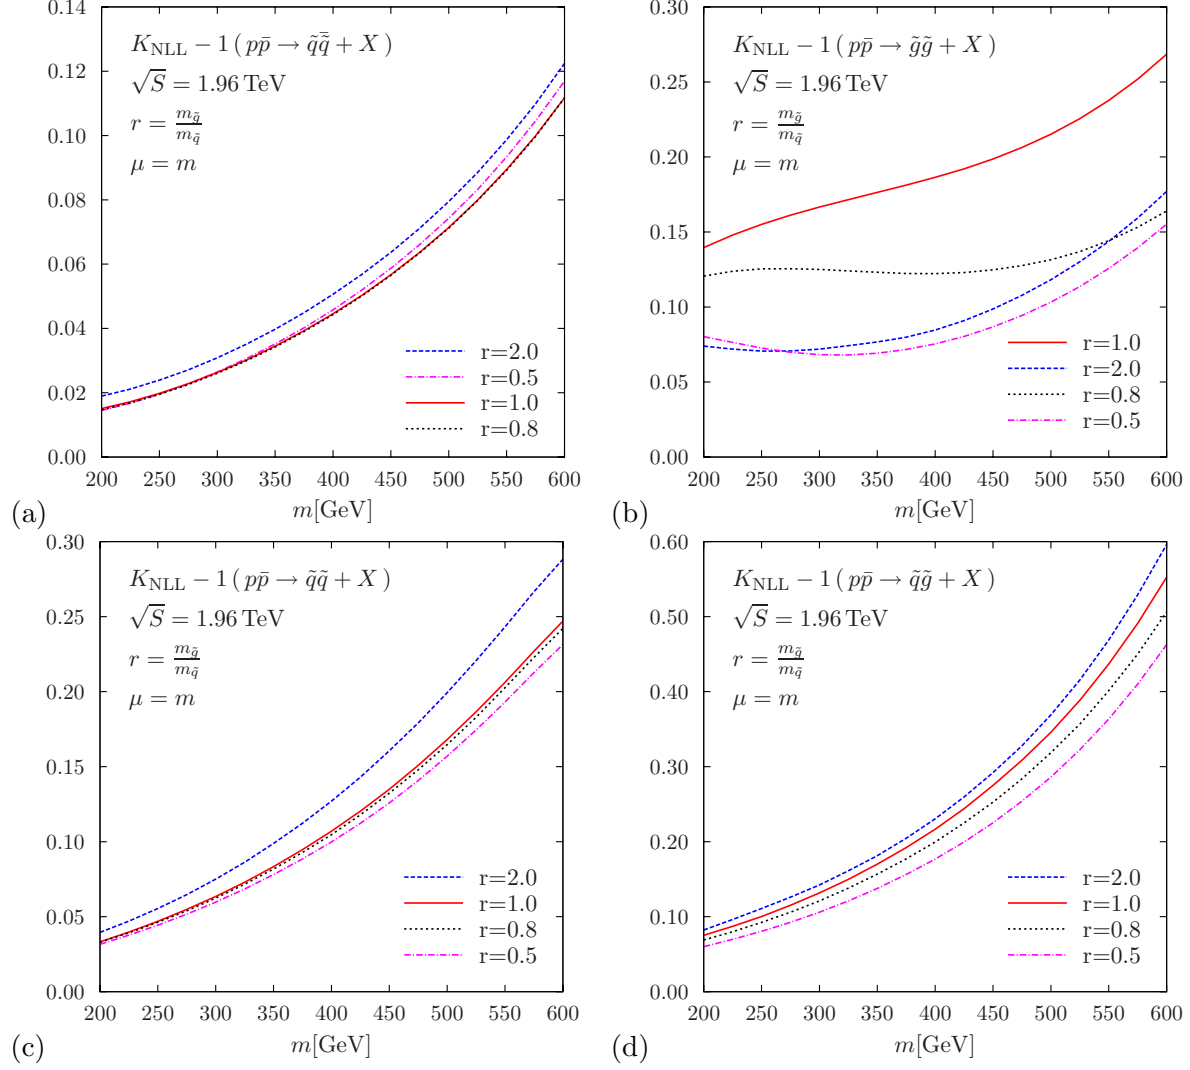 0.14
0.12
0.10
0.08
0.06
0.04
0.02
0.00
K_NLL − 1 ( pp̄ → q̃q̃̄ + X )
√S = 1.96 TeV
r = m_g̃ / m_q̃
μ = m
r=2.0
r=0.5
r=1.0
r=0.8
200 250 300 350 400 450 500 550 600
(a)
m[GeV]
0.30
0.25
0.20
0.15
0.10
0.05
0.00
K_NLL − 1 ( pp̄ → g̃g̃ + X )
√S = 1.96 TeV
r = m_g̃ / m_q̃
μ = m
r=1.0
r=2.0
r=0.8
r=0.5
200 250 300 350 400 450 500 550 600
(b)
m[GeV]
0.30
0.25
0.20
0.15
0.10
0.05
0.00
K_NLL − 1 ( pp̄ → q̃q̃ + X )
√S = 1.96 TeV
r = m_g̃ / m_q̃
μ = m
r=2.0
r=1.0
r=0.8
r=0.5
200 250 300 350 400 450 500 550 600
(c)
m[GeV]
0.60
0.50
0.40
0.30
0.20
0.10
0.00
K_NLL − 1 ( pp̄ → q̃g̃ + X )
√S = 1.96 TeV
r = m_g̃ / m_q̃
μ = m
r=2.0
r=1.0
r=0.8
r=0.5
200 250 300 350 400 450 500 550 600
(d)
m[GeV]